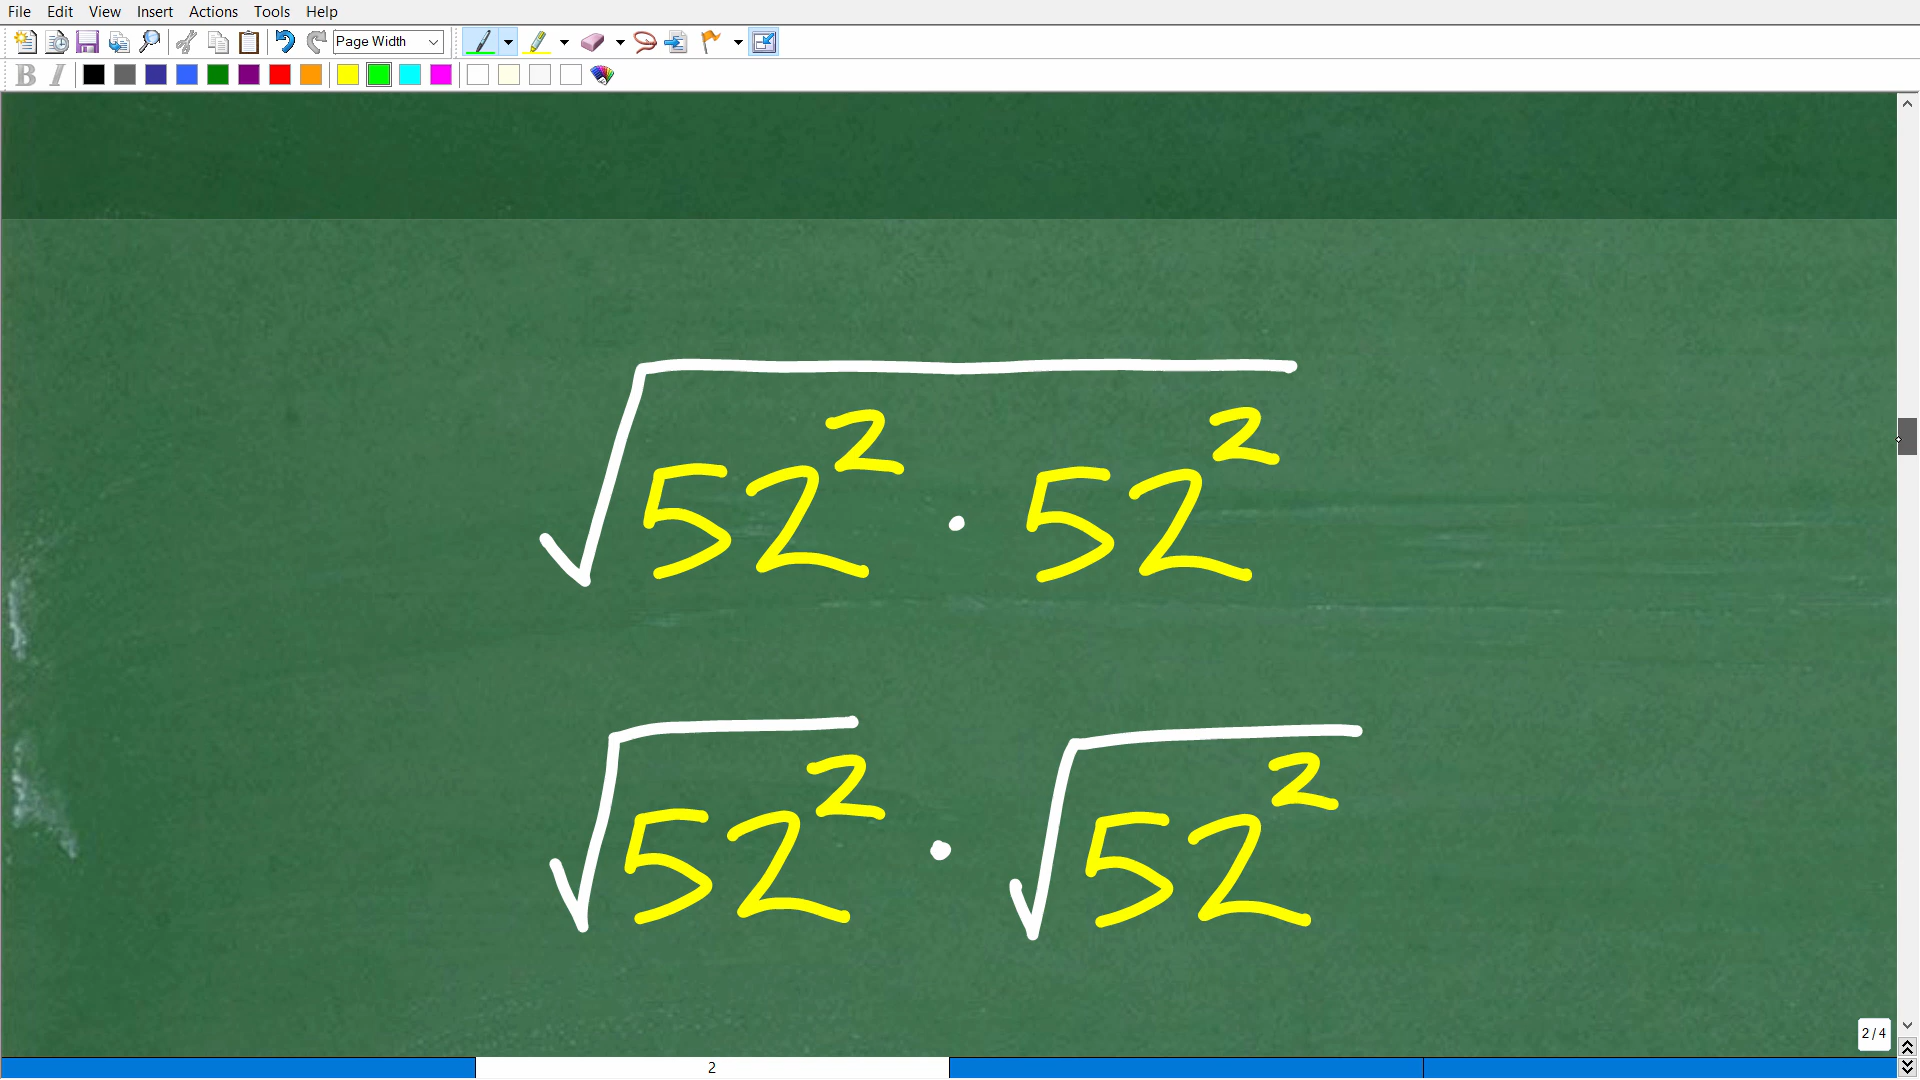 File Edit View Insert Actions Tools Help
Page Width
B I
√52² · 52²
√52² · √52²
2 / 4
2